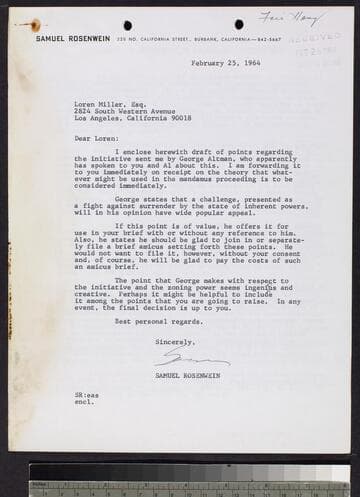 SAMUEL ROSENWEIN 220 NO. CALIFORNIA STREET, BURBANK, CALIFORNIA — 842-5667
February 25, 1964
Loren Miller, Esq.
2824 South Western Avenue
Los Angeles, California 90018
Dear Loren:
I enclose herewith draft of points regarding
the initiative sent me by George Altman, who apparently
has spoken to you and Al about this. I am forwarding it
to you immediately on receipt on the theory that what-
ever might be used in the mandamus proceeding is to be
considered immediately.
George states that a challenge, presented as
a fight against surrender by the state of inherent powers,
will in his opinion have wide popular appeal.
If this point is of value, he offers it for
use in your brief with or without any reference to him.
Also, he states he should be glad to join in or separate-
ly file a brief amicus setting forth these points. He
would not want to file it, however, without your consent
and, of course, he will be glad to pay the costs of such
an amicus brief.
The point that George makes with respect to
the initiative and the zoning power seems ingenius and
creative. Perhaps it might be helpful to include
it among the points that you are going to raise. In any
event, the final decision is up to you.
Best personal regards.
Sincerely,
SAMUEL ROSENWEIN
SR:eas
encl.